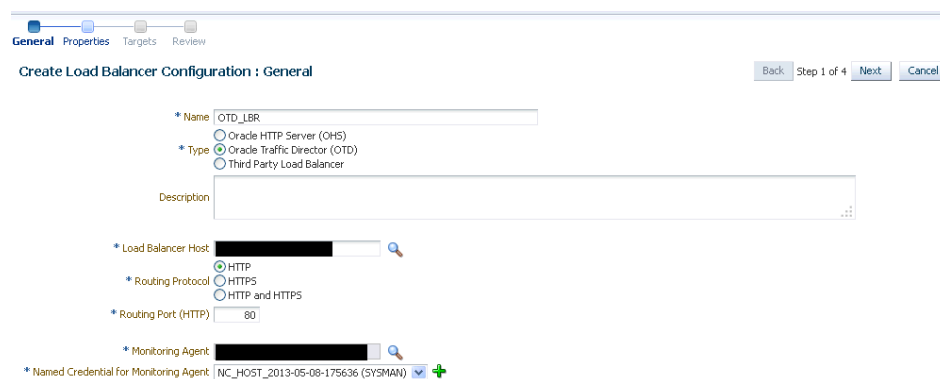 General Properties Targets Review
Create Load Balancer Configuration : General
Back Step 1 of 4 Next Cancel
* Name OTD_LBR
Oracle HTTP Server (OHS)
* Type Oracle Traffic Director (OTD)
Third Party Load Balancer
Description
* Load Balancer Host
HTTP
* Routing Protocol HTTPS
HTTP and HTTPS
* Routing Port (HTTP) 80
* Monitoring Agent
* Named Credential for Monitoring Agent NC_HOST_2013-05-08-175636 (SYSMAN)